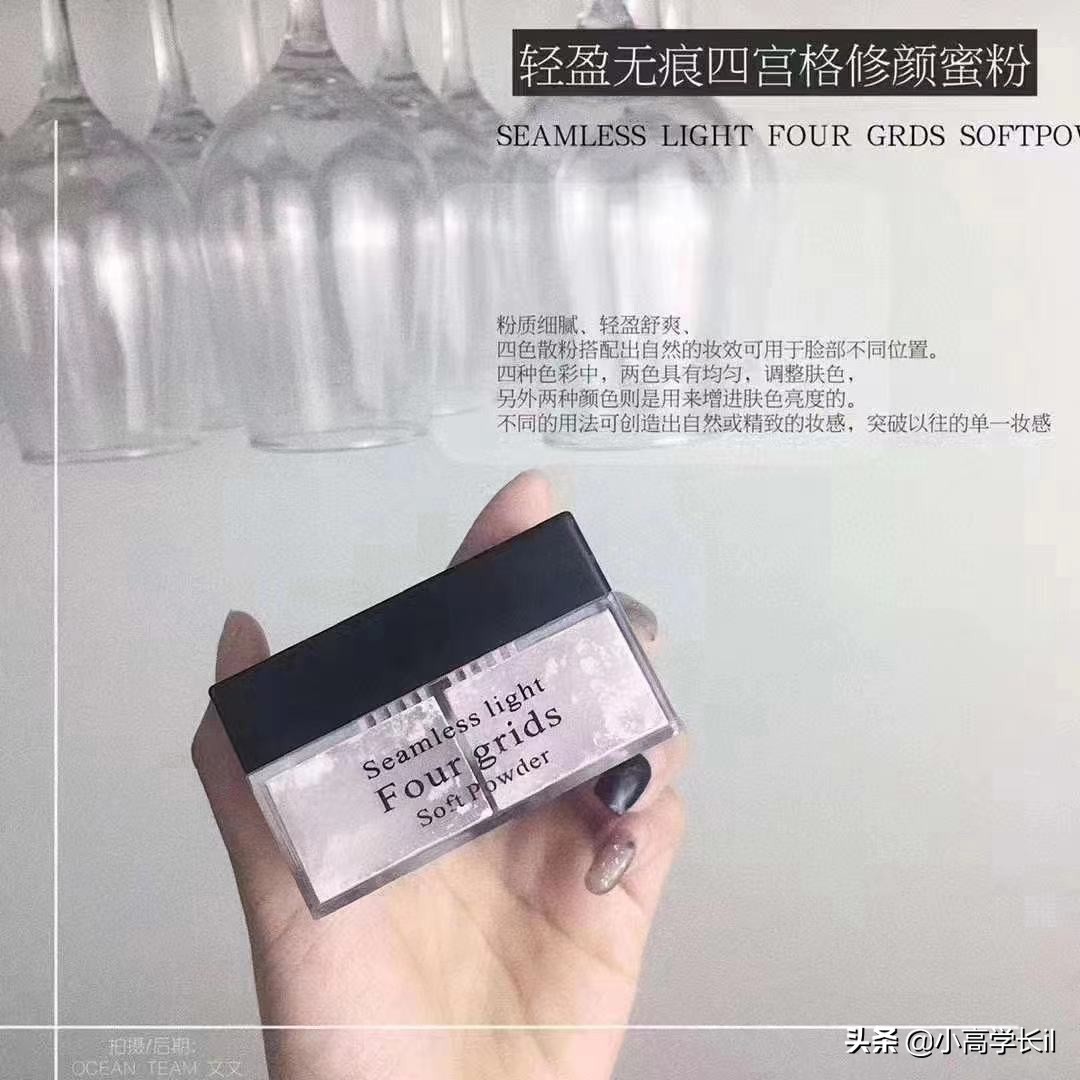 轻盈无痕四宫格修颜蜜粉
SEAMLESS LIGHT FOUR GRDS SOFTPOW
粉质细腻、轻盈舒爽、
四色散粉搭配出自然的妆效可用于脸部不同位置。
四种色彩中，两色具有均匀，调整肤色，
另外两种颜色则是用来增进肤色亮度的。
不同的用法可创造出自然或精致的妆感，突破以往的单一妆感
Seamless light
Four grids
Soft Powder
拍摄/后期:
OCEAN TEAM 文文
头条 @小高学长il